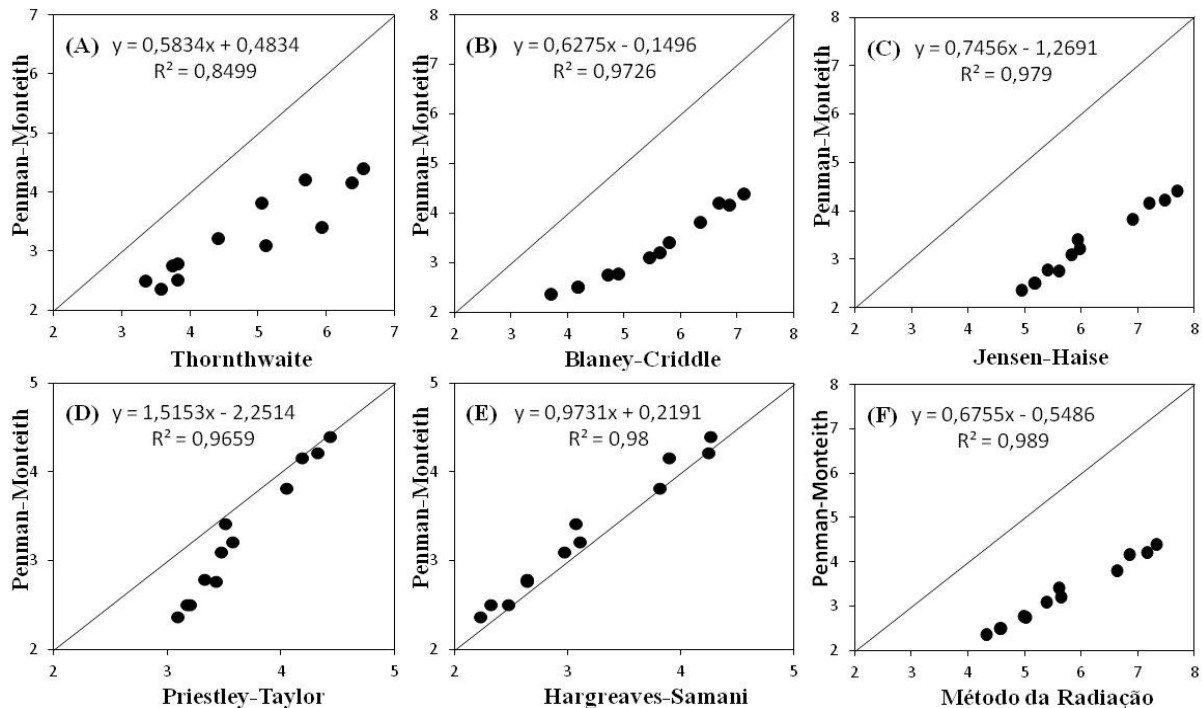 (A) y = 0,5834x + 0,4834
R² = 0,8499
Penman-Monteith
7
6
5
4
3
2
2 3 4 5 6 7
Thornthwaite
(B) y = 0,6275x - 0,1496
R² = 0,9726
Penman-Monteith
8
7
6
5
4
3
2
2 3 4 5 6 7 8
Blaney-Criddle
(C) y = 0,7456x - 1,2691
R² = 0,979
Penman-Monteith
8
7
6
5
4
3
2
2 3 4 5 6 7 8
Jensen-Haise
(D) y = 1,5153x - 2,2514
R² = 0,9659
Penman-Monteith
5
4
3
2
2 3 4 5
Priestley-Taylor
(E) y = 0,9731x + 0,2191
R² = 0,98
Penman-Monteith
5
4
3
2
2 3 4 5
Hargreaves-Samani
(F) y = 0,6755x - 0,5486
R² = 0,989
Penman-Monteith
8
7
6
5
4
3
2
2 3 4 5 6 7 8
Método da Radiação